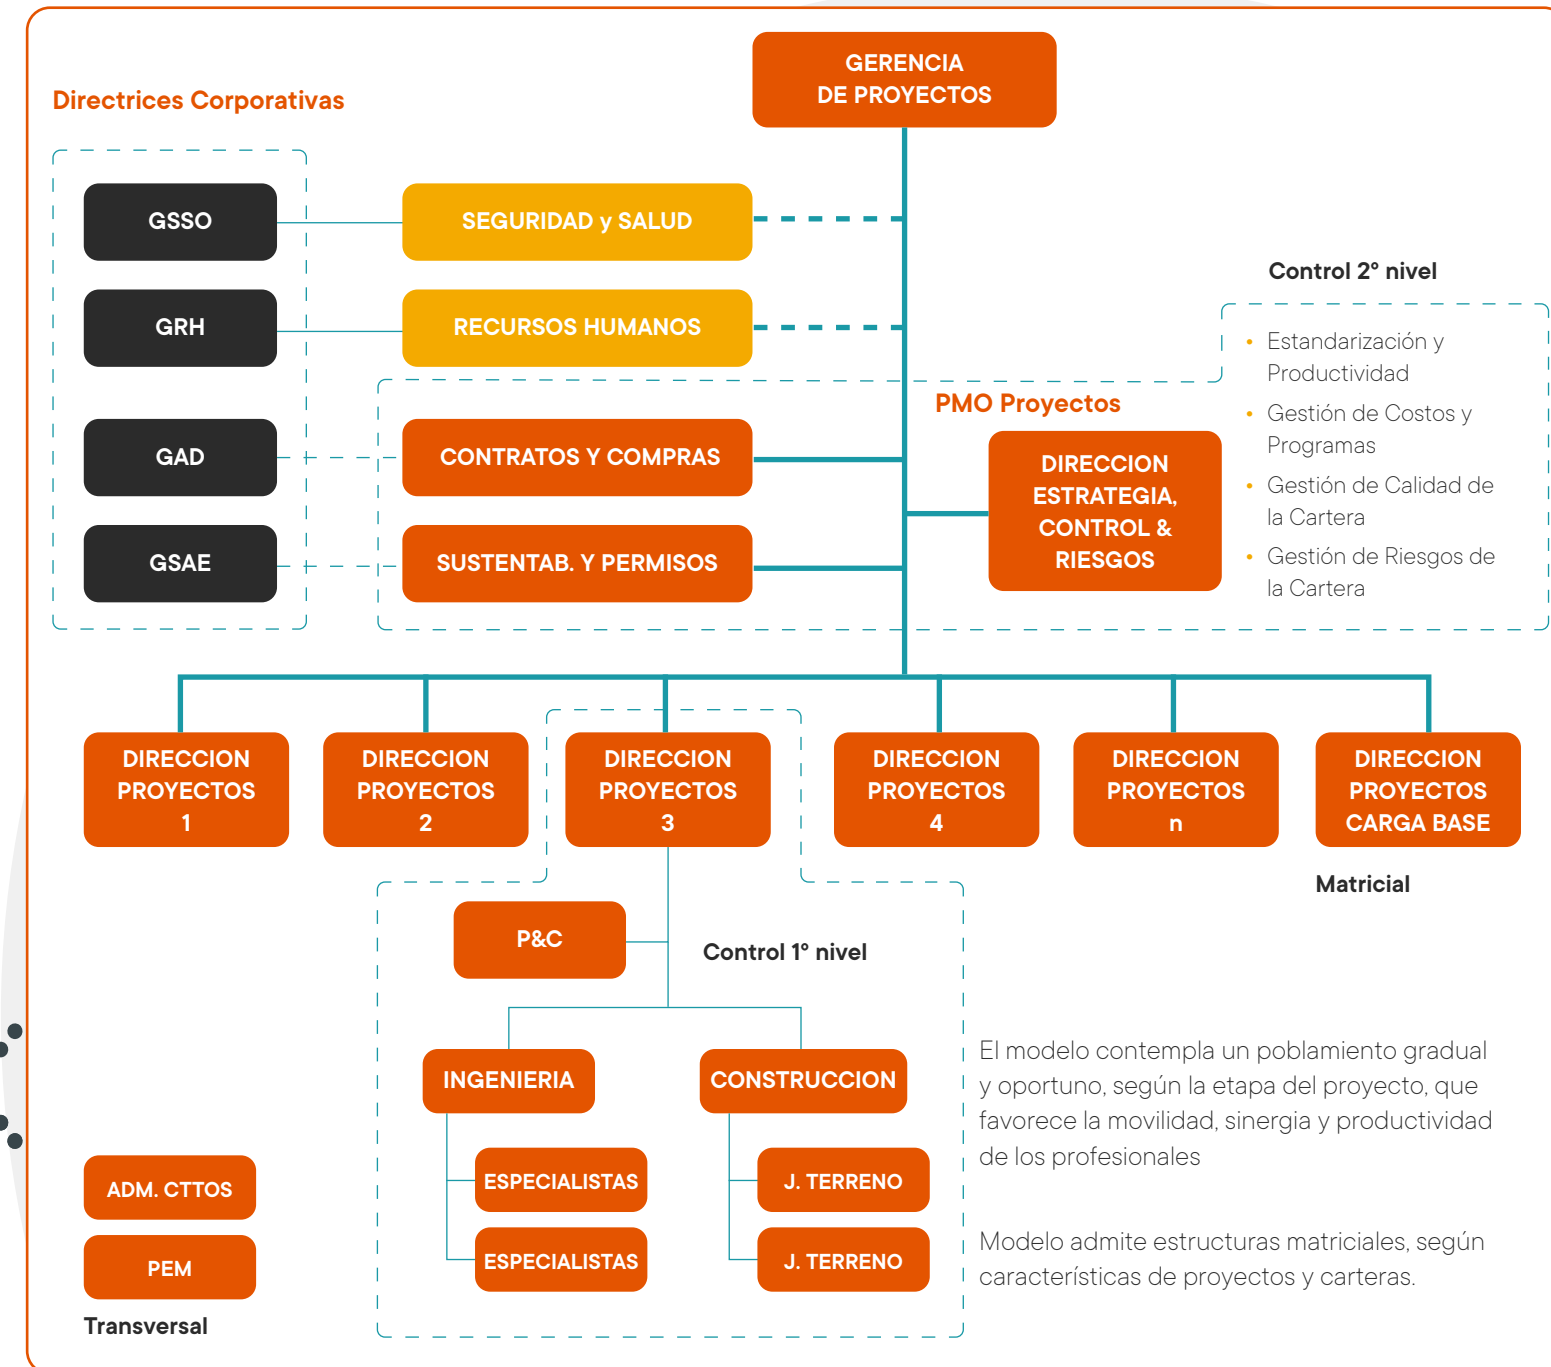 GERENCIA
DE PROYECTOS
Directrices Corporativas
GSSO
SEGURIDAD y SALUD
GRH
RECURSOS HUMANOS
GAD
CONTRATOS Y COMPRAS
GSAE
SUSTENTAB. Y PERMISOS
PMO Proyectos
DIRECCION
ESTRATEGIA,
CONTROL &
RIESGOS
Control 2° nivel
• Estandarización y
Productividad
• Gestión de Costos y
Programas
• Gestión de Calidad de
la Cartera
• Gestión de Riesgos de
la Cartera
DIRECCION
PROYECTOS
1
DIRECCION
PROYECTOS
2
DIRECCION
PROYECTOS
3
DIRECCION
PROYECTOS
4
DIRECCION
PROYECTOS
n
DIRECCION
PROYECTOS
CARGA BASE
Matricial
P&C
Control 1° nivel
INGENIERIA
CONSTRUCCION
ESPECIALISTAS
J. TERRENO
ESPECIALISTAS
J. TERRENO
El modelo contempla un poblamiento gradual
y oportuno, según la etapa del proyecto, que
favorece la movilidad, sinergia y productividad
de los profesionales
Modelo admite estructuras matriciales, según
características de proyectos y carteras.
ADM. CTTOS
PEM
Transversal